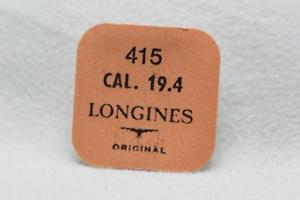 415
CAL. 19.4
LONGINES
ORIGINAL